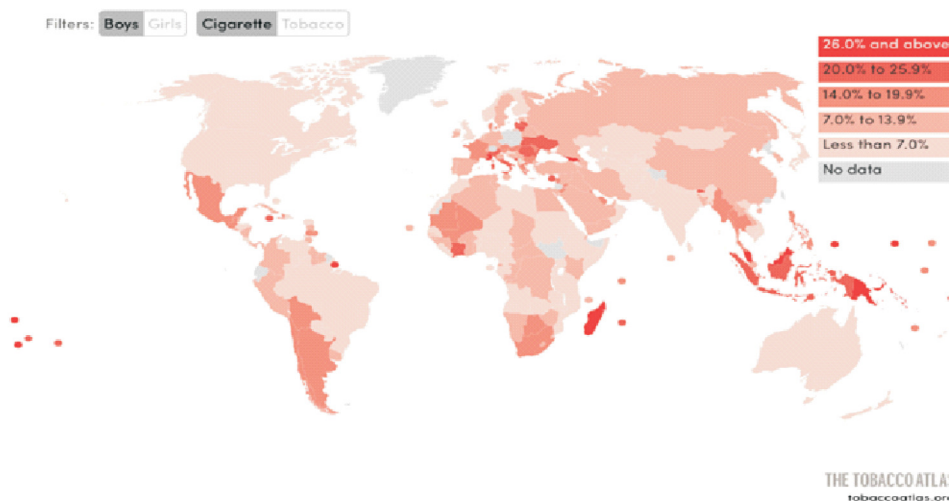 Filters: Boys Girls Cigarette Tobacco
26.0% and above
20.0% to 25.9%
14.0% to 19.9%
7.0% to 13.9%
Less than 7.0%
No data
THE TOBACCO ATLAS
tobaccoatlas.org